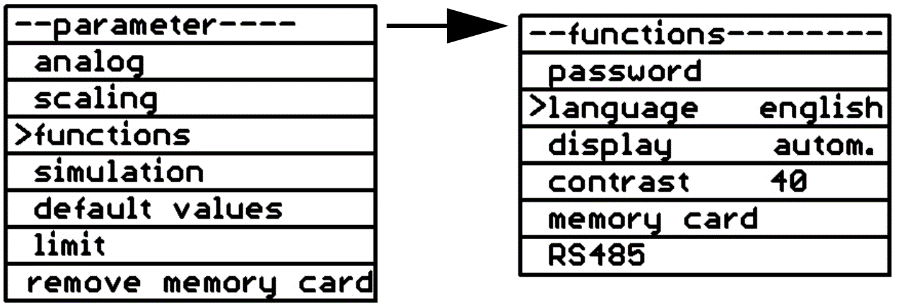 --parameter----
analog
scaling
>functions
simulation
default values
limit
remove memory card
--functions--------
password
>language english
display autom.
contrast 40
memory card
RS485